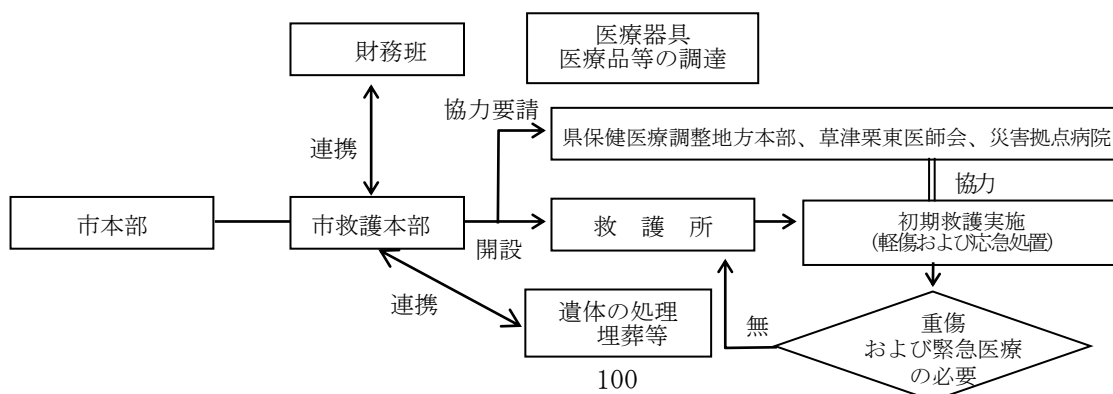 財務班
医療器具
医療品等の調達
協力要請
県保健医療調整地方本部、草津栗東医師会、災害拠点病院
連携
協力
市本部
市救護本部
開設
救 護 所
初期救護実施
(軽傷および応急処置)
連携
遺体の処理
埋葬等
無
重傷
および緊急医療
の必要
100